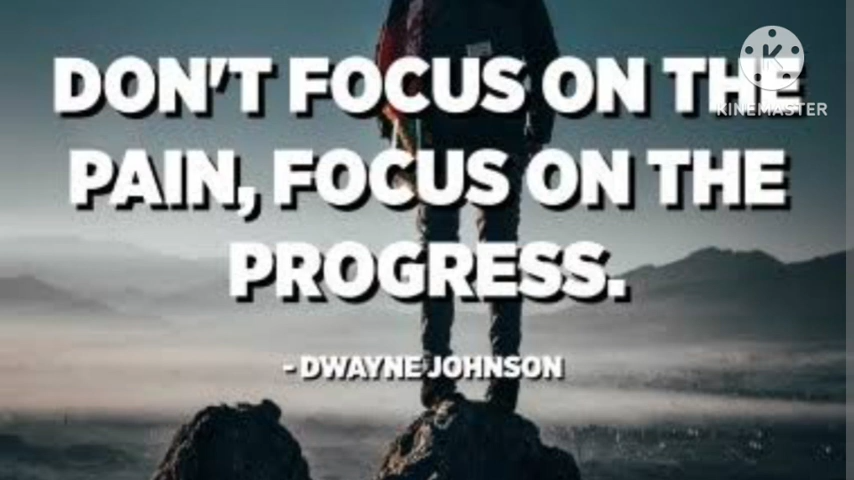 DON'T FOCUS ON THE
PAIN, FOCUS ON THE
PROGRESS.
- DWAYNE JOHNSON
K
KINEMASTER